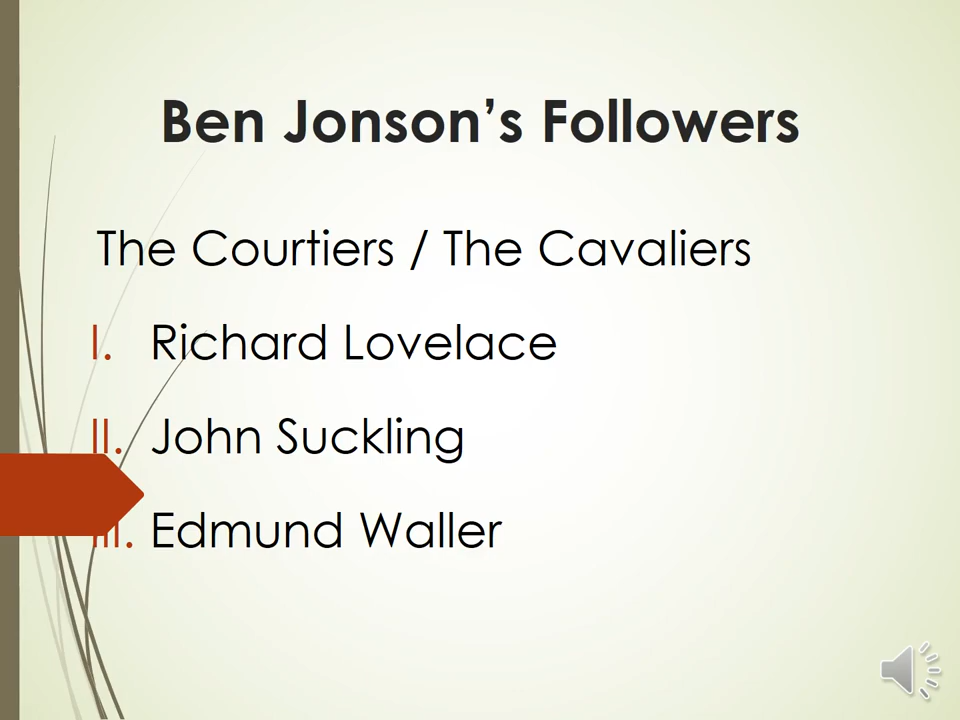 Ben Jonson’s Followers
The Courtiers / The Cavaliers
I. Richard Lovelace
II. John Suckling
III. Edmund Waller